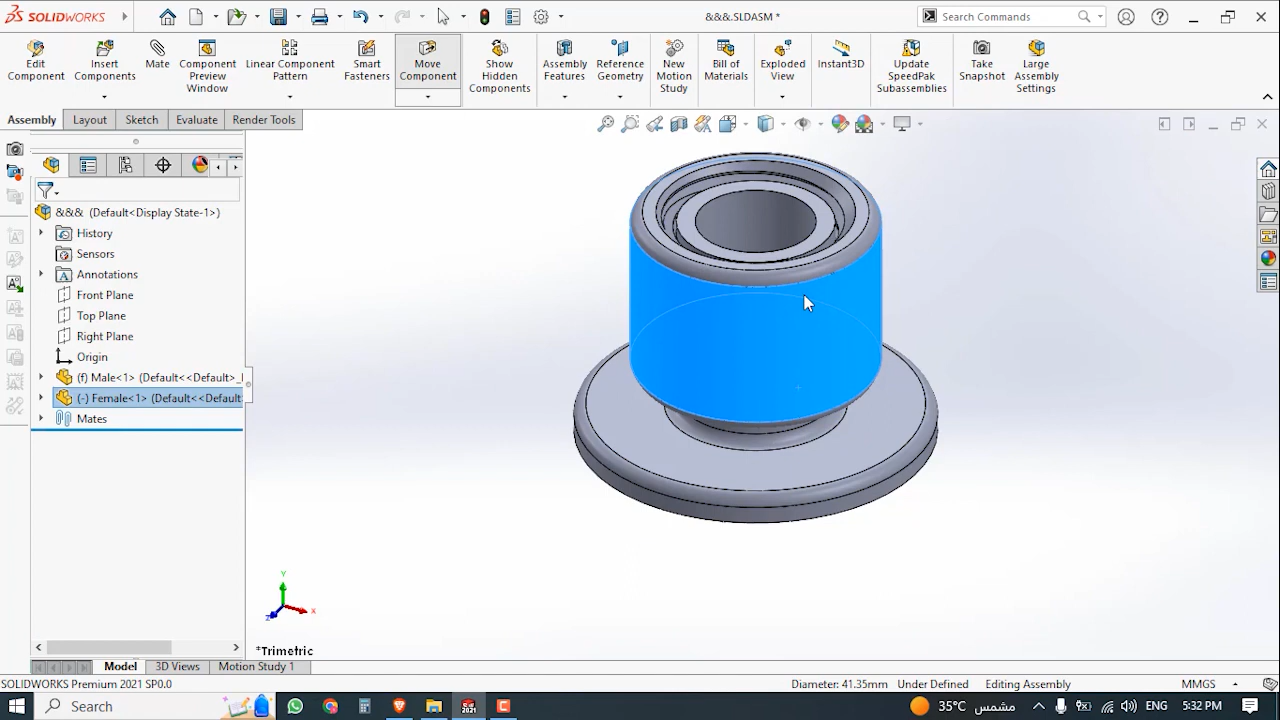 SOLIDWORKS
&&&.SLDASM *
Search Commands
Edit Component
Insert Components
Mate
Component Preview Window
Linear Component Pattern
Smart Fasteners
Move Component
Show Hidden Components
Assembly Features
Reference Geometry
New Motion Study
Bill of Materials
Exploded View
Instant3D
Update SpeedPak Subassemblies
Take Snapshot
Large Assembly Settings
Assembly
Layout
Sketch
Evaluate
Render Tools
&&& (Default<Display State-1>)
History
Sensors
Annotations
Front Plane
Top Plane
Right Plane
Origin
(f) Male<1> (Default<<Default>_
(-) Female<1> (Default<<Default
Mates
Y
X
Z
*Trimetric
Model
3D Views
Motion Study 1
SOLIDWORKS Premium 2021 SP0.0
Diameter: 41.35mm
Under Defined
Editing Assembly
MMGS
Search
35°C
مشمس
ENG
5:32 PM